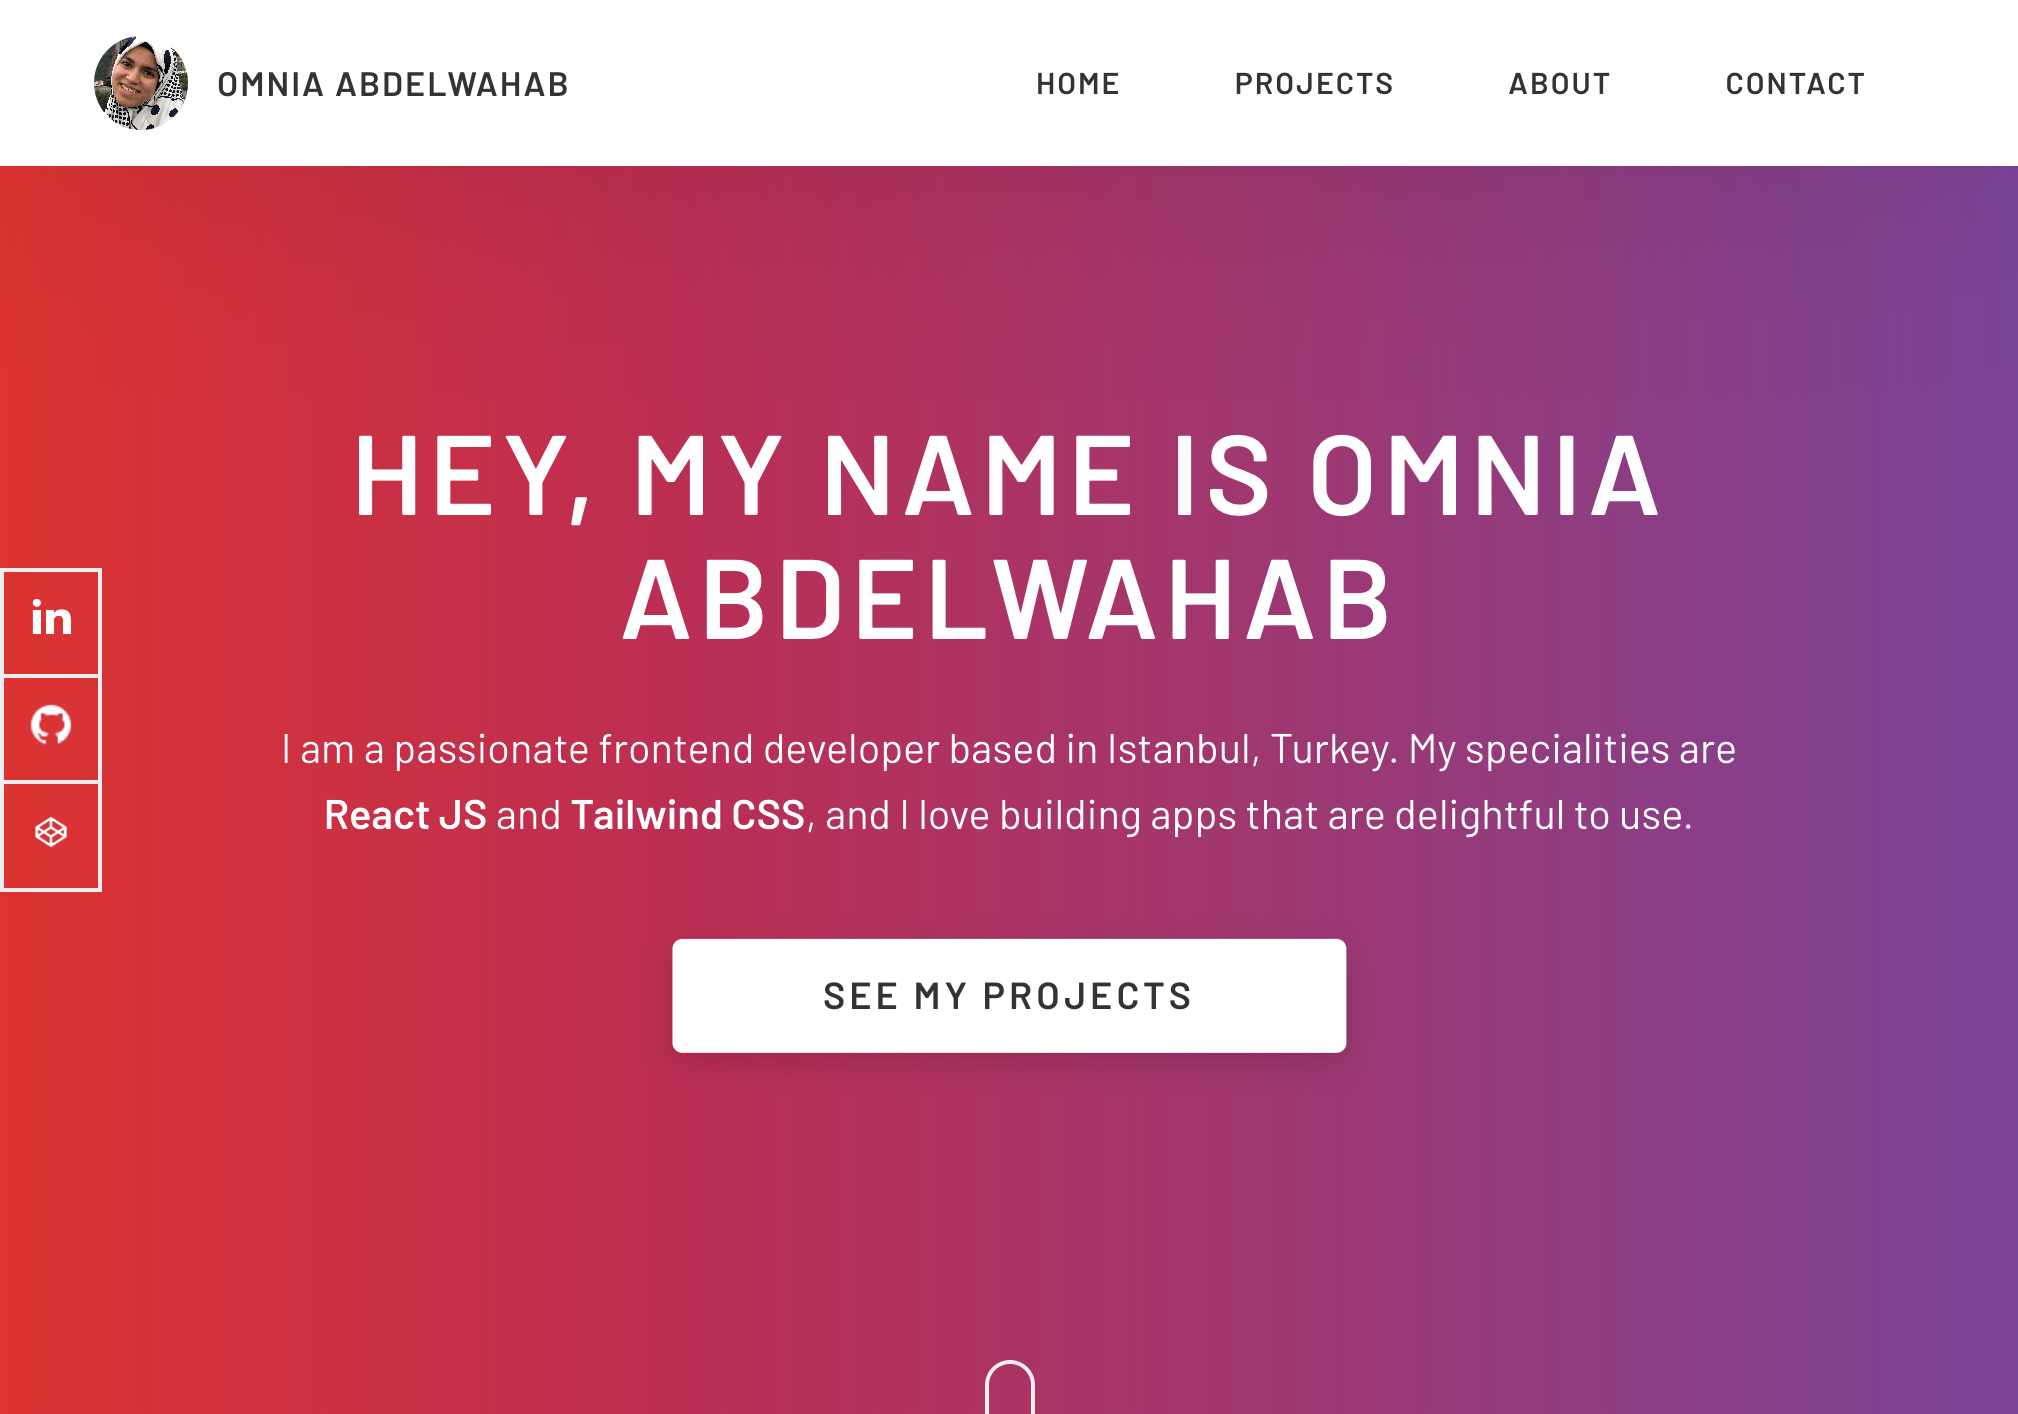 OMNIA ABDELWAHAB
HOME
PROJECTS
ABOUT
CONTACT
HEY, MY NAME IS OMNIA
ABDELWAHAB
in
I am a passionate frontend developer based in Istanbul, Turkey. My specialities are
React JS and Tailwind CSS, and I love building apps that are delightful to use.
SEE MY PROJECTS